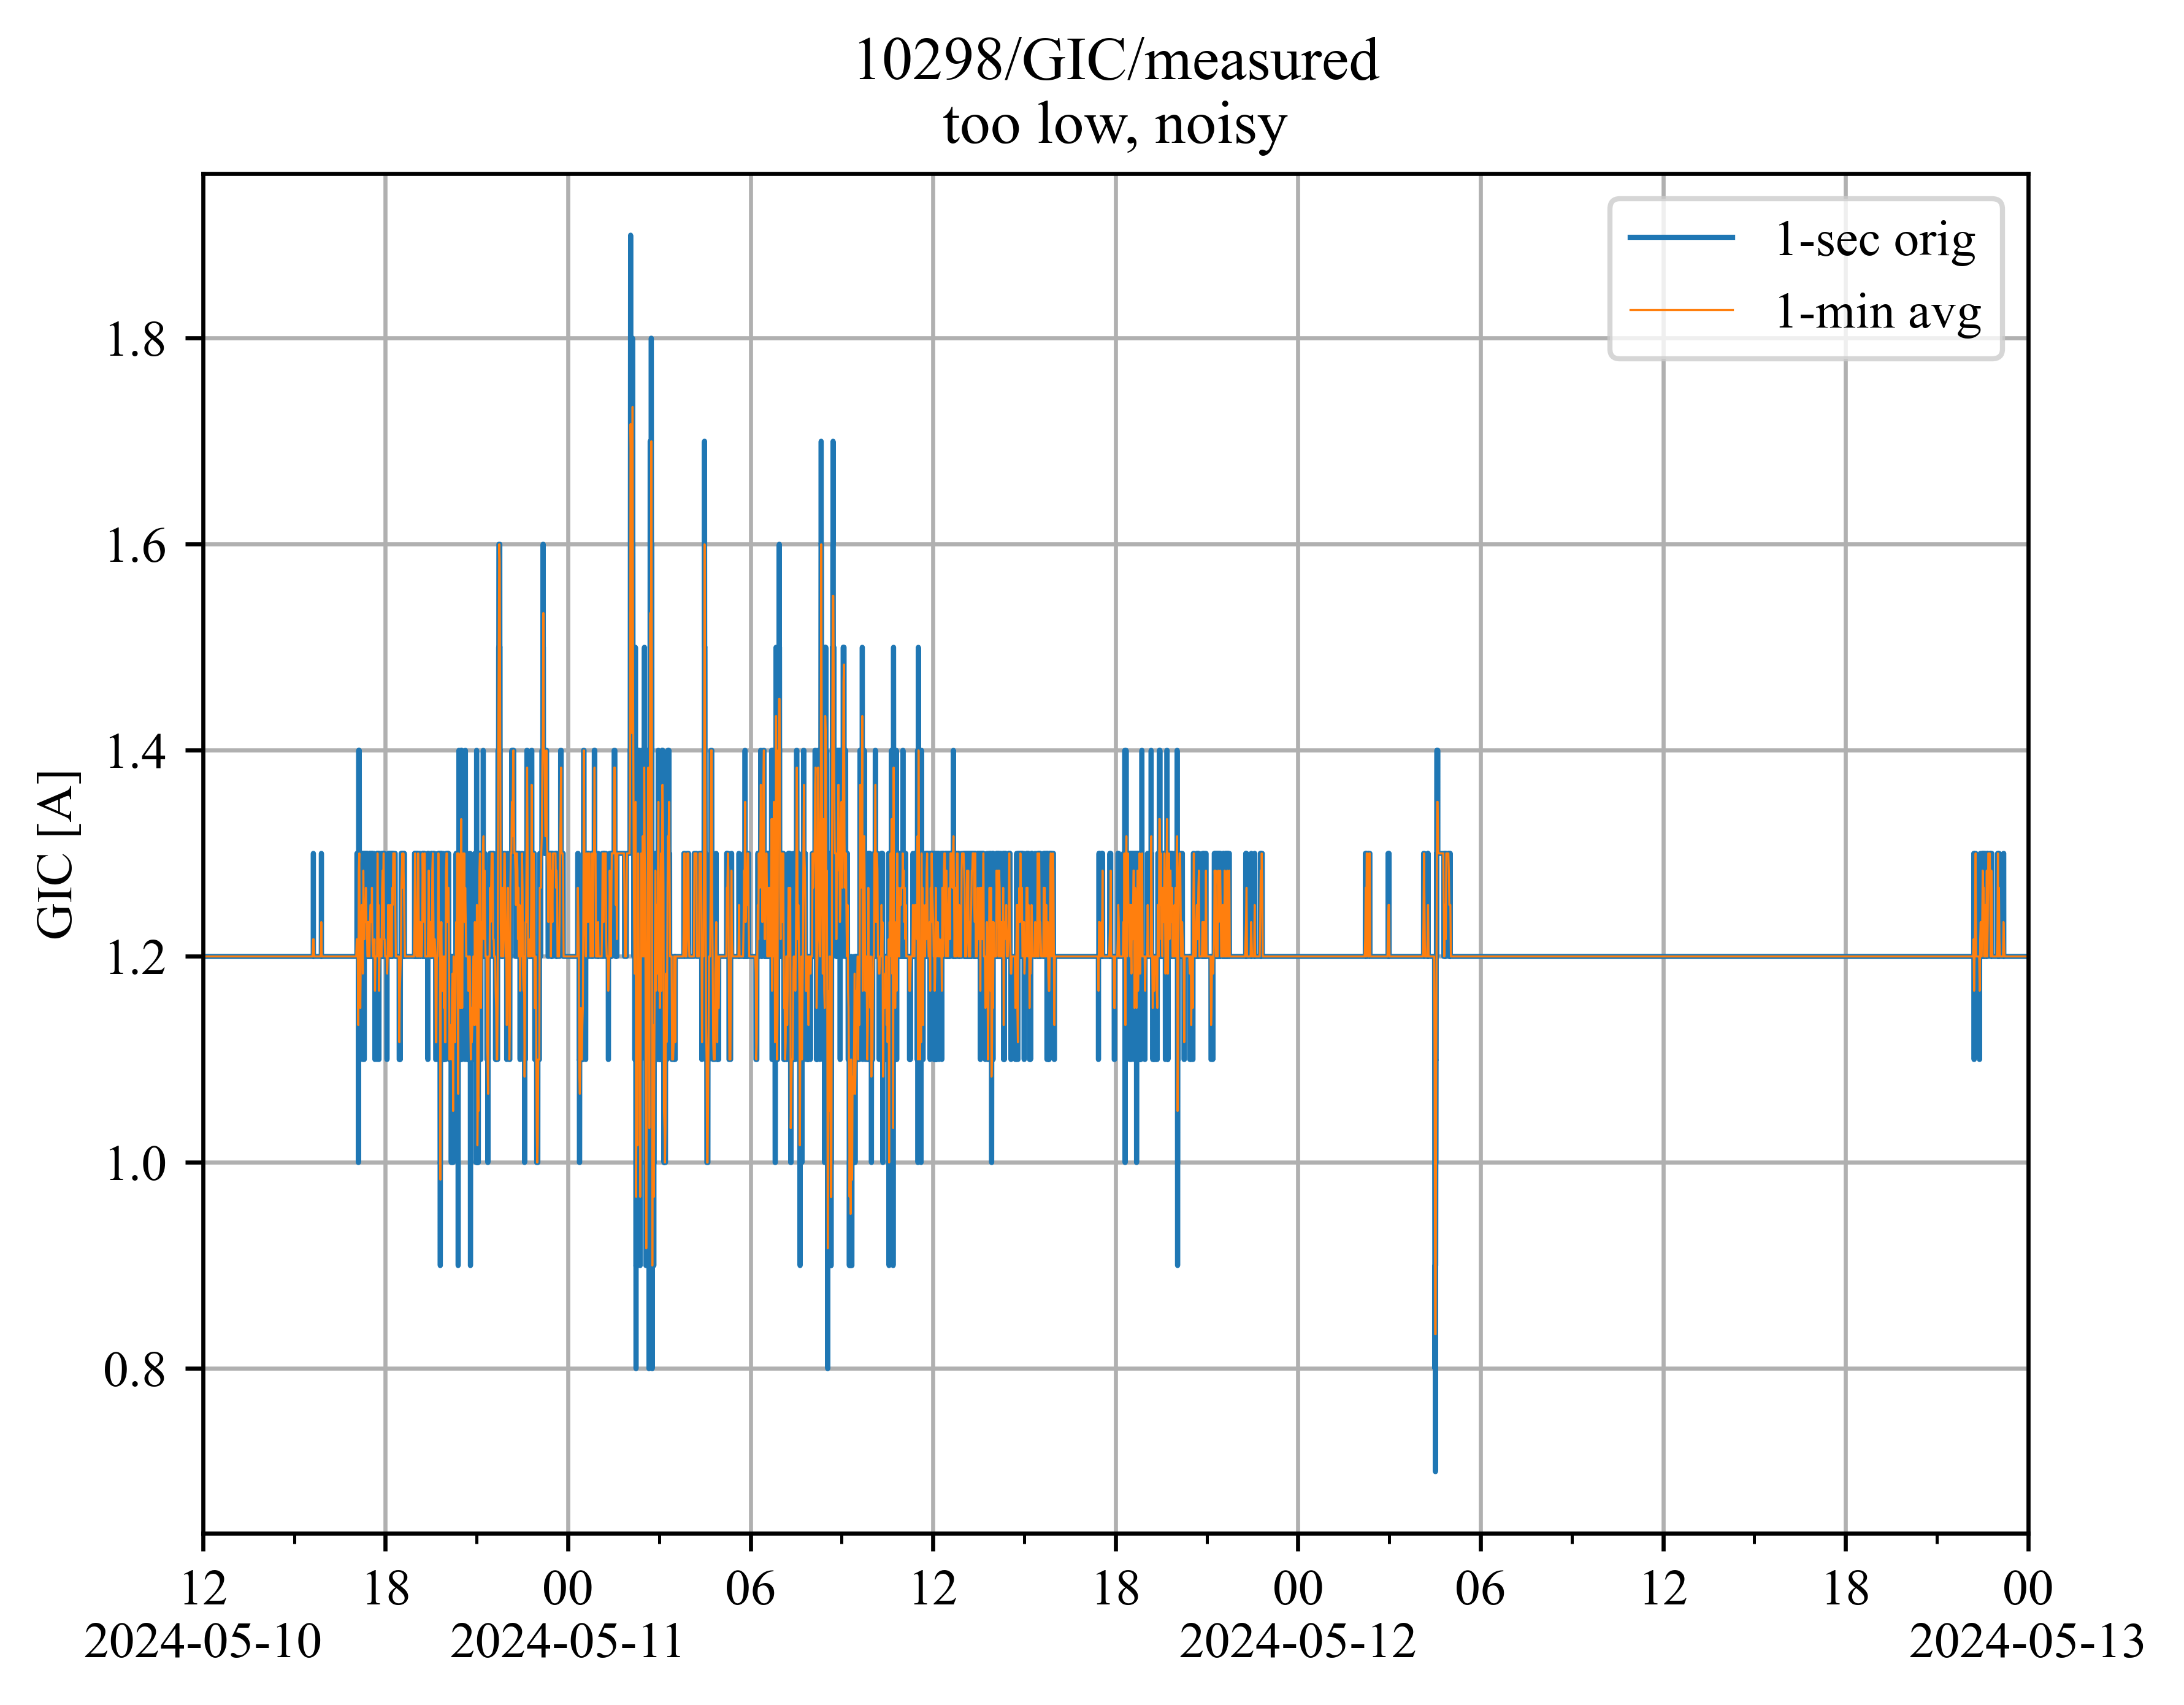 10298/GIC/measured
too low, noisy
1-sec orig
1-min avg
GIC [A]
1.8
1.6
1.4
1.2
1.0
0.8
12 18 00 06 12 18 00 06 12 18 00
2024-05-10 2024-05-11 2024-05-12 2024-05-13